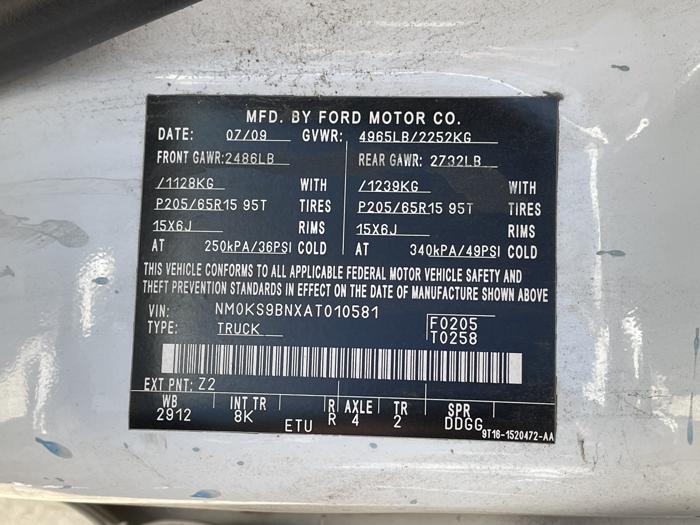 MFD. BY FORD MOTOR CO.
DATE: 07/09 GVWR: 4965LB/2252KG
FRONT GAWR:2486LB REAR GAWR: 2732LB
/1128KG WITH /1239KG WITH
P205/65R15 95T TIRES P205/65R15 95T TIRES
15X6J RIMS 15X6J RIMS
AT 250kPA/36PSI COLD AT 340kPA/49PSI COLD
THIS VEHICLE CONFORMS TO ALL APPLICABLE FEDERAL MOTOR VEHICLE SAFETY AND
THEFT PREVENTION STANDARDS IN EFFECT ON THE DATE OF MANUFACTURE SHOWN ABOVE
VIN: NM0KS9BNXAT010581
TYPE: TRUCK
F0205
T0258
EXT PNT: Z2
WB INT TR R AXLE TR SPR
2912 8K ETU R 4 2 DDGG
9T16-1520472-AA